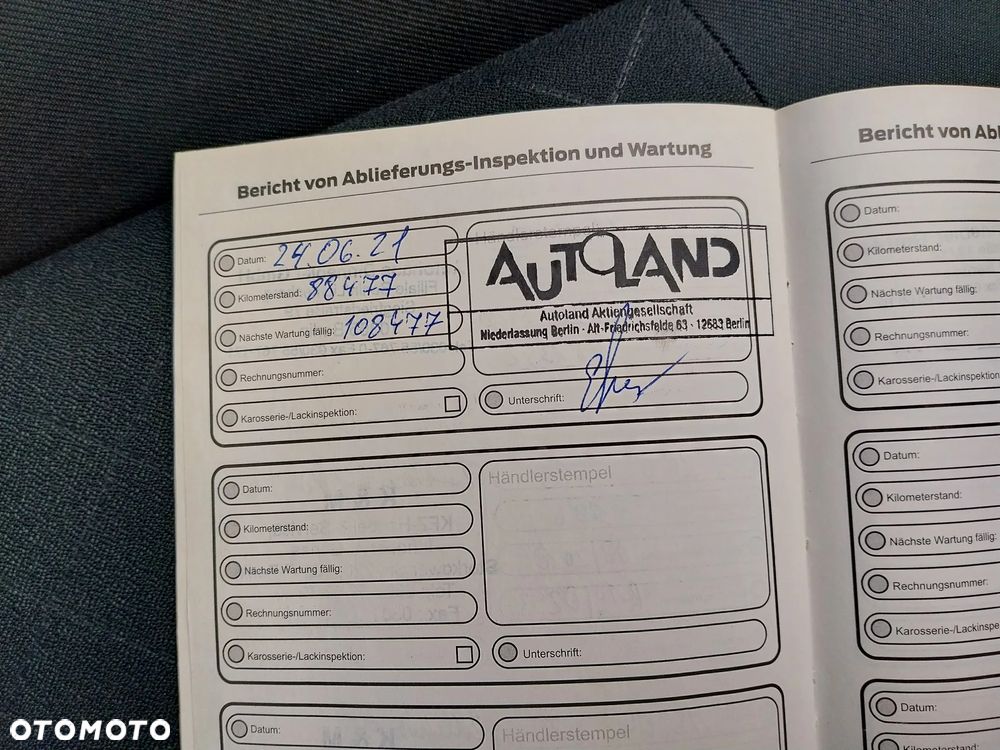 Bericht von Ablieferungs-Inspektion und Wartung
Datum: 24.06.21
Kilometerstand: 88477
Nächste Wartung fällig: 108477
Rechnungsnummer:
Karosserie-/Lackinspektion:
AUTOLAND
Autoland Aktiengesellschaft
Niederlassung Berlin · Alt-Friedrichsfelde 63 · 12683 Berlin
Unterschrift:
Datum:
Kilometerstand:
Nächste Wartung fällig:
Rechnungsnummer:
Karosserie-/Lackinspektion:
Händlerstempel
Unterschrift:
Datum:
Händlerstempel
Bericht von Abl
Datum:
Kilometerstand:
Nächste Wartung fällig:
Rechnungsnummer:
Karosserie-/Lackinspektion
Datum:
Kilometerstand:
Nächste Wartung fällig:
Rechnungsnummer:
Karosserie-/Lackinspe
Datum:
OTOMOTO